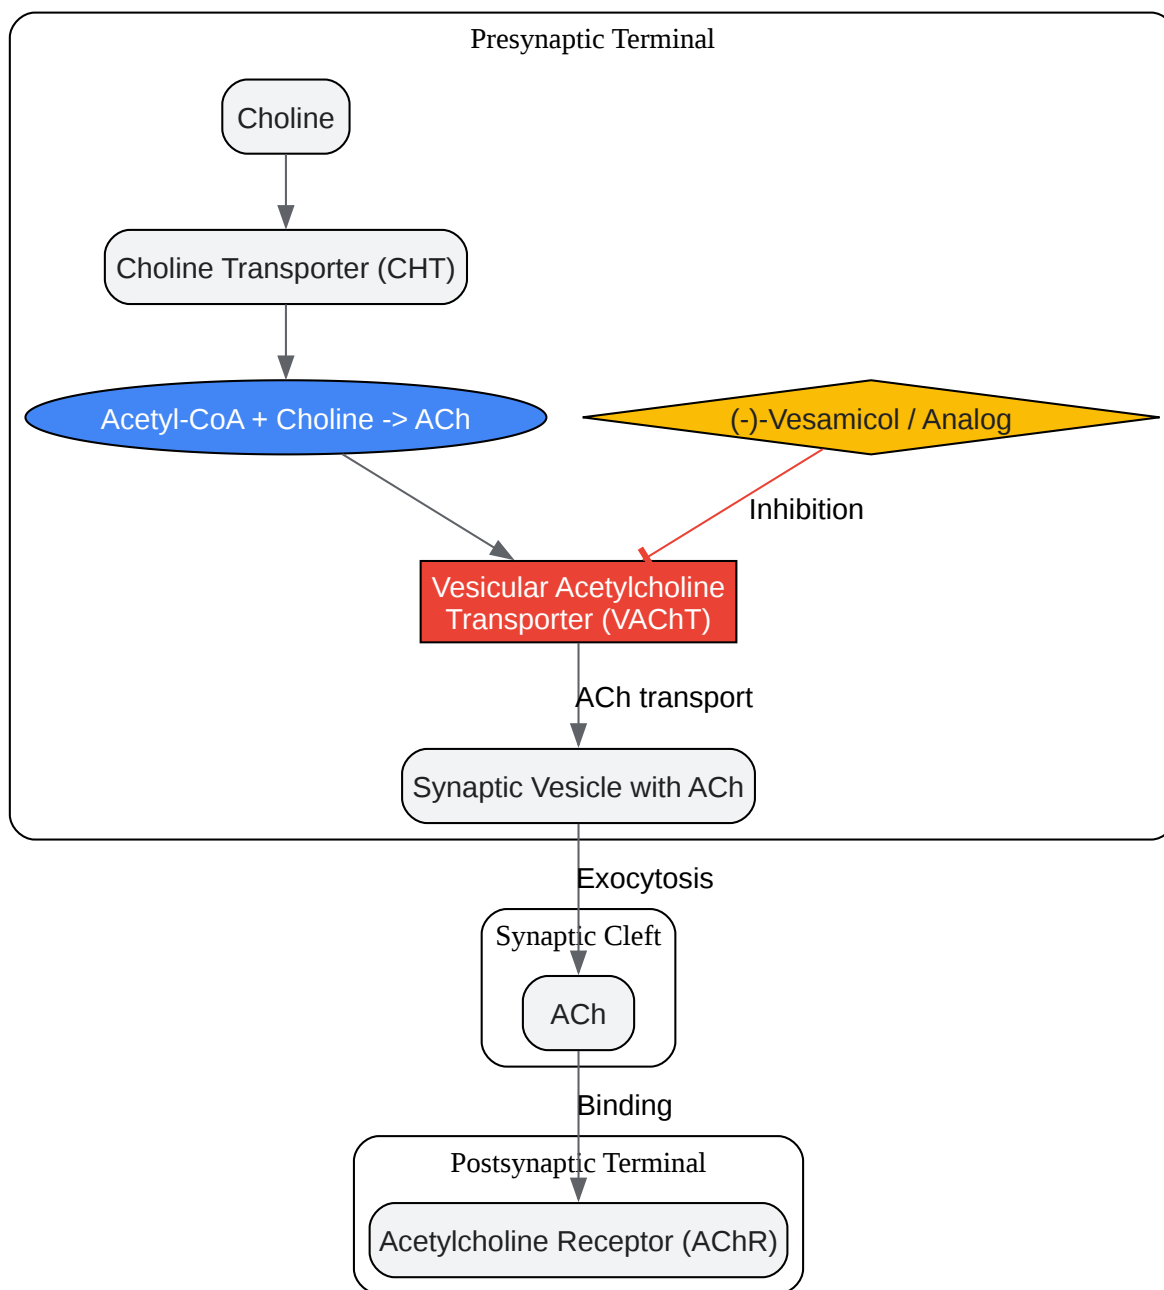 Presynaptic Terminal
Choline
Choline Transporter (CHT)
Acetyl-CoA + Choline -> ACh
(-)-Vesamicol / Analog
Inhibition
Vesicular Acetylcholine
Transporter (VAChT)
ACh transport
Synaptic Vesicle with ACh
Exocytosis
Synaptic Cleft
ACh
Binding
Postsynaptic Terminal
Acetylcholine Receptor (AChR)